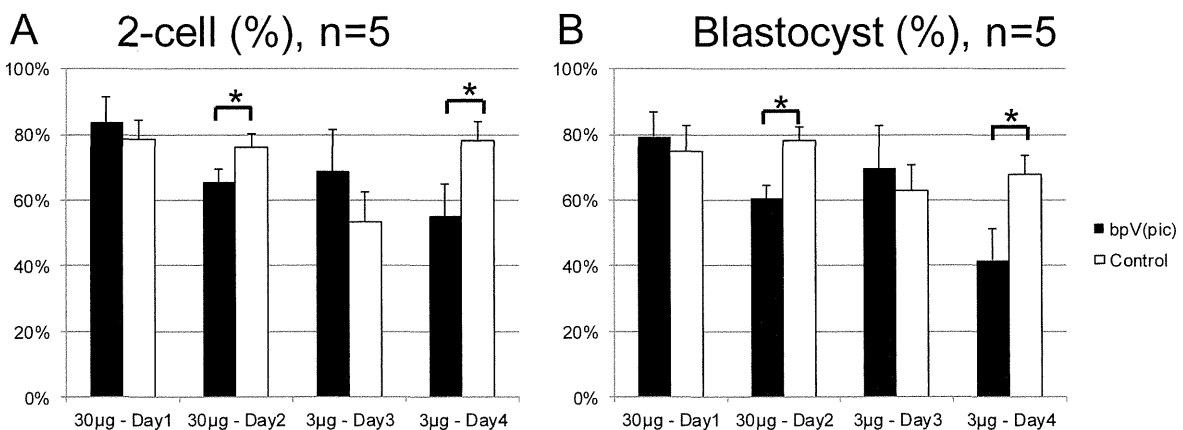 A 2-cell (%), n=5
100%
80%
60%
40%
20%
0%
* *
30µg - Day1 30µg - Day2 3µg - Day3 3µg - Day4
B Blastocyst (%), n=5
100%
80%
60%
40%
20%
0%
* *
30µg - Day1 30µg - Day2 3µg - Day3 3µg - Day4
bpV(pic)
Control